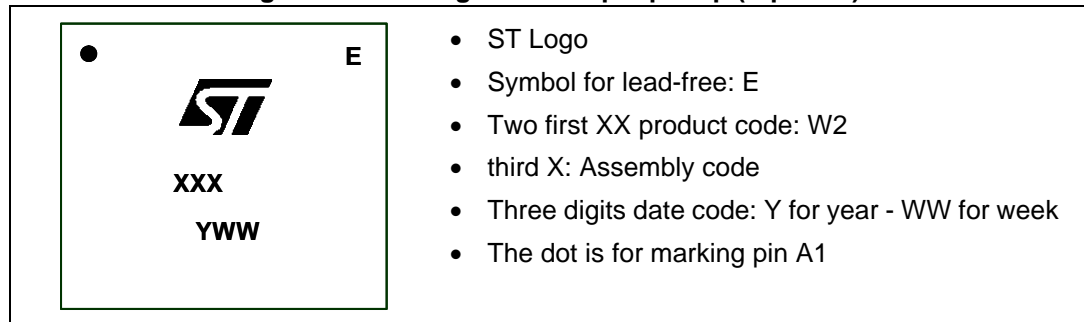 E
ST
XXX
YWW
• ST Logo
• Symbol for lead-free: E
• Two first XX product code: W2
• third X: Assembly code
• Three digits date code: Y for year - WW for week
• The dot is for marking pin A1